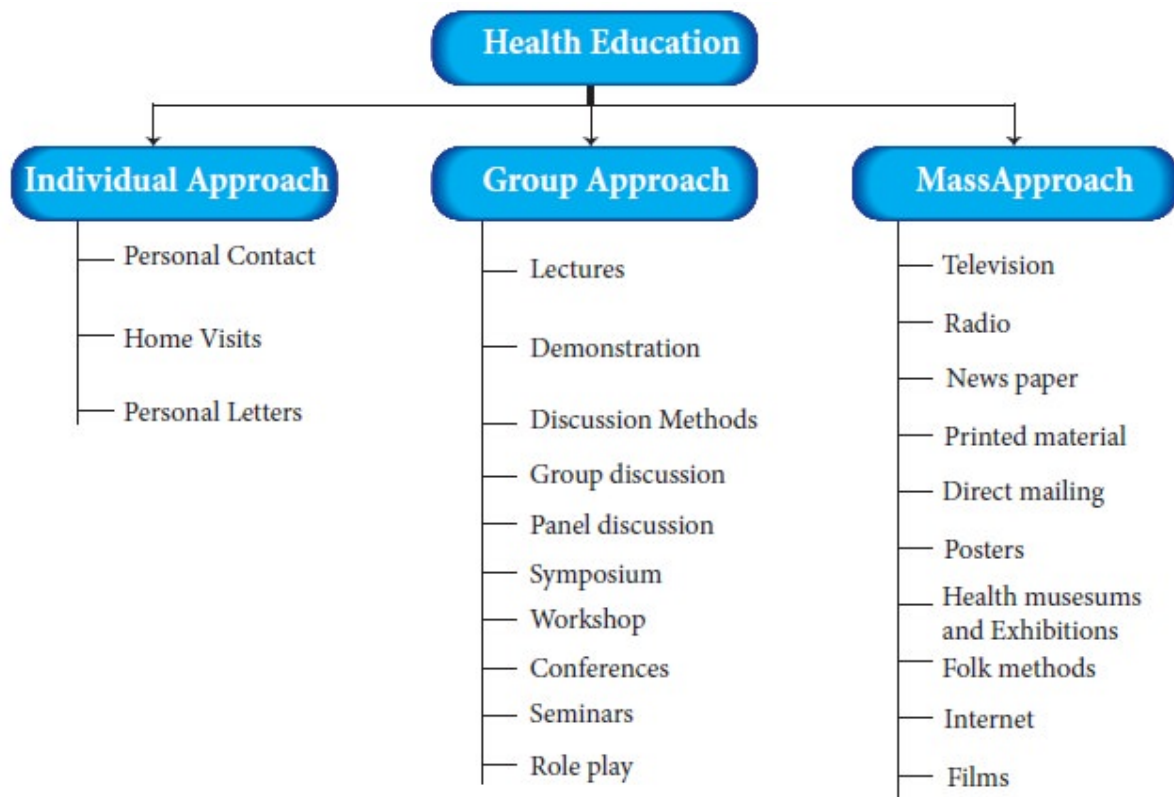 Health Education
Individual Approach
Personal Contact
Home Visits
Personal Letters
Group Approach
Lectures
Demonstration
Discussion Methods
Group discussion
Panel discussion
Symposium
Workshop
Conferences
Seminars
Role play
MassApproach
Television
Radio
News paper
Printed material
Direct mailing
Posters
Health musesums
and Exhibitions
Folk methods
Internet
Films